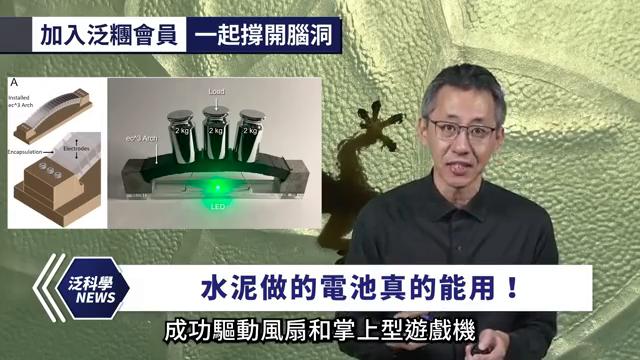 加入泛糰會員 一起撐開腦洞
A
Installed
ec^3 Arch
Encapsulation
Electrodes
Load
2 kg 2 kg 2 kg
ec^3 Arch
LED
泛科學
NEWS
水泥做的電池真的能用！
成功驅動風扇和掌上型遊戲機